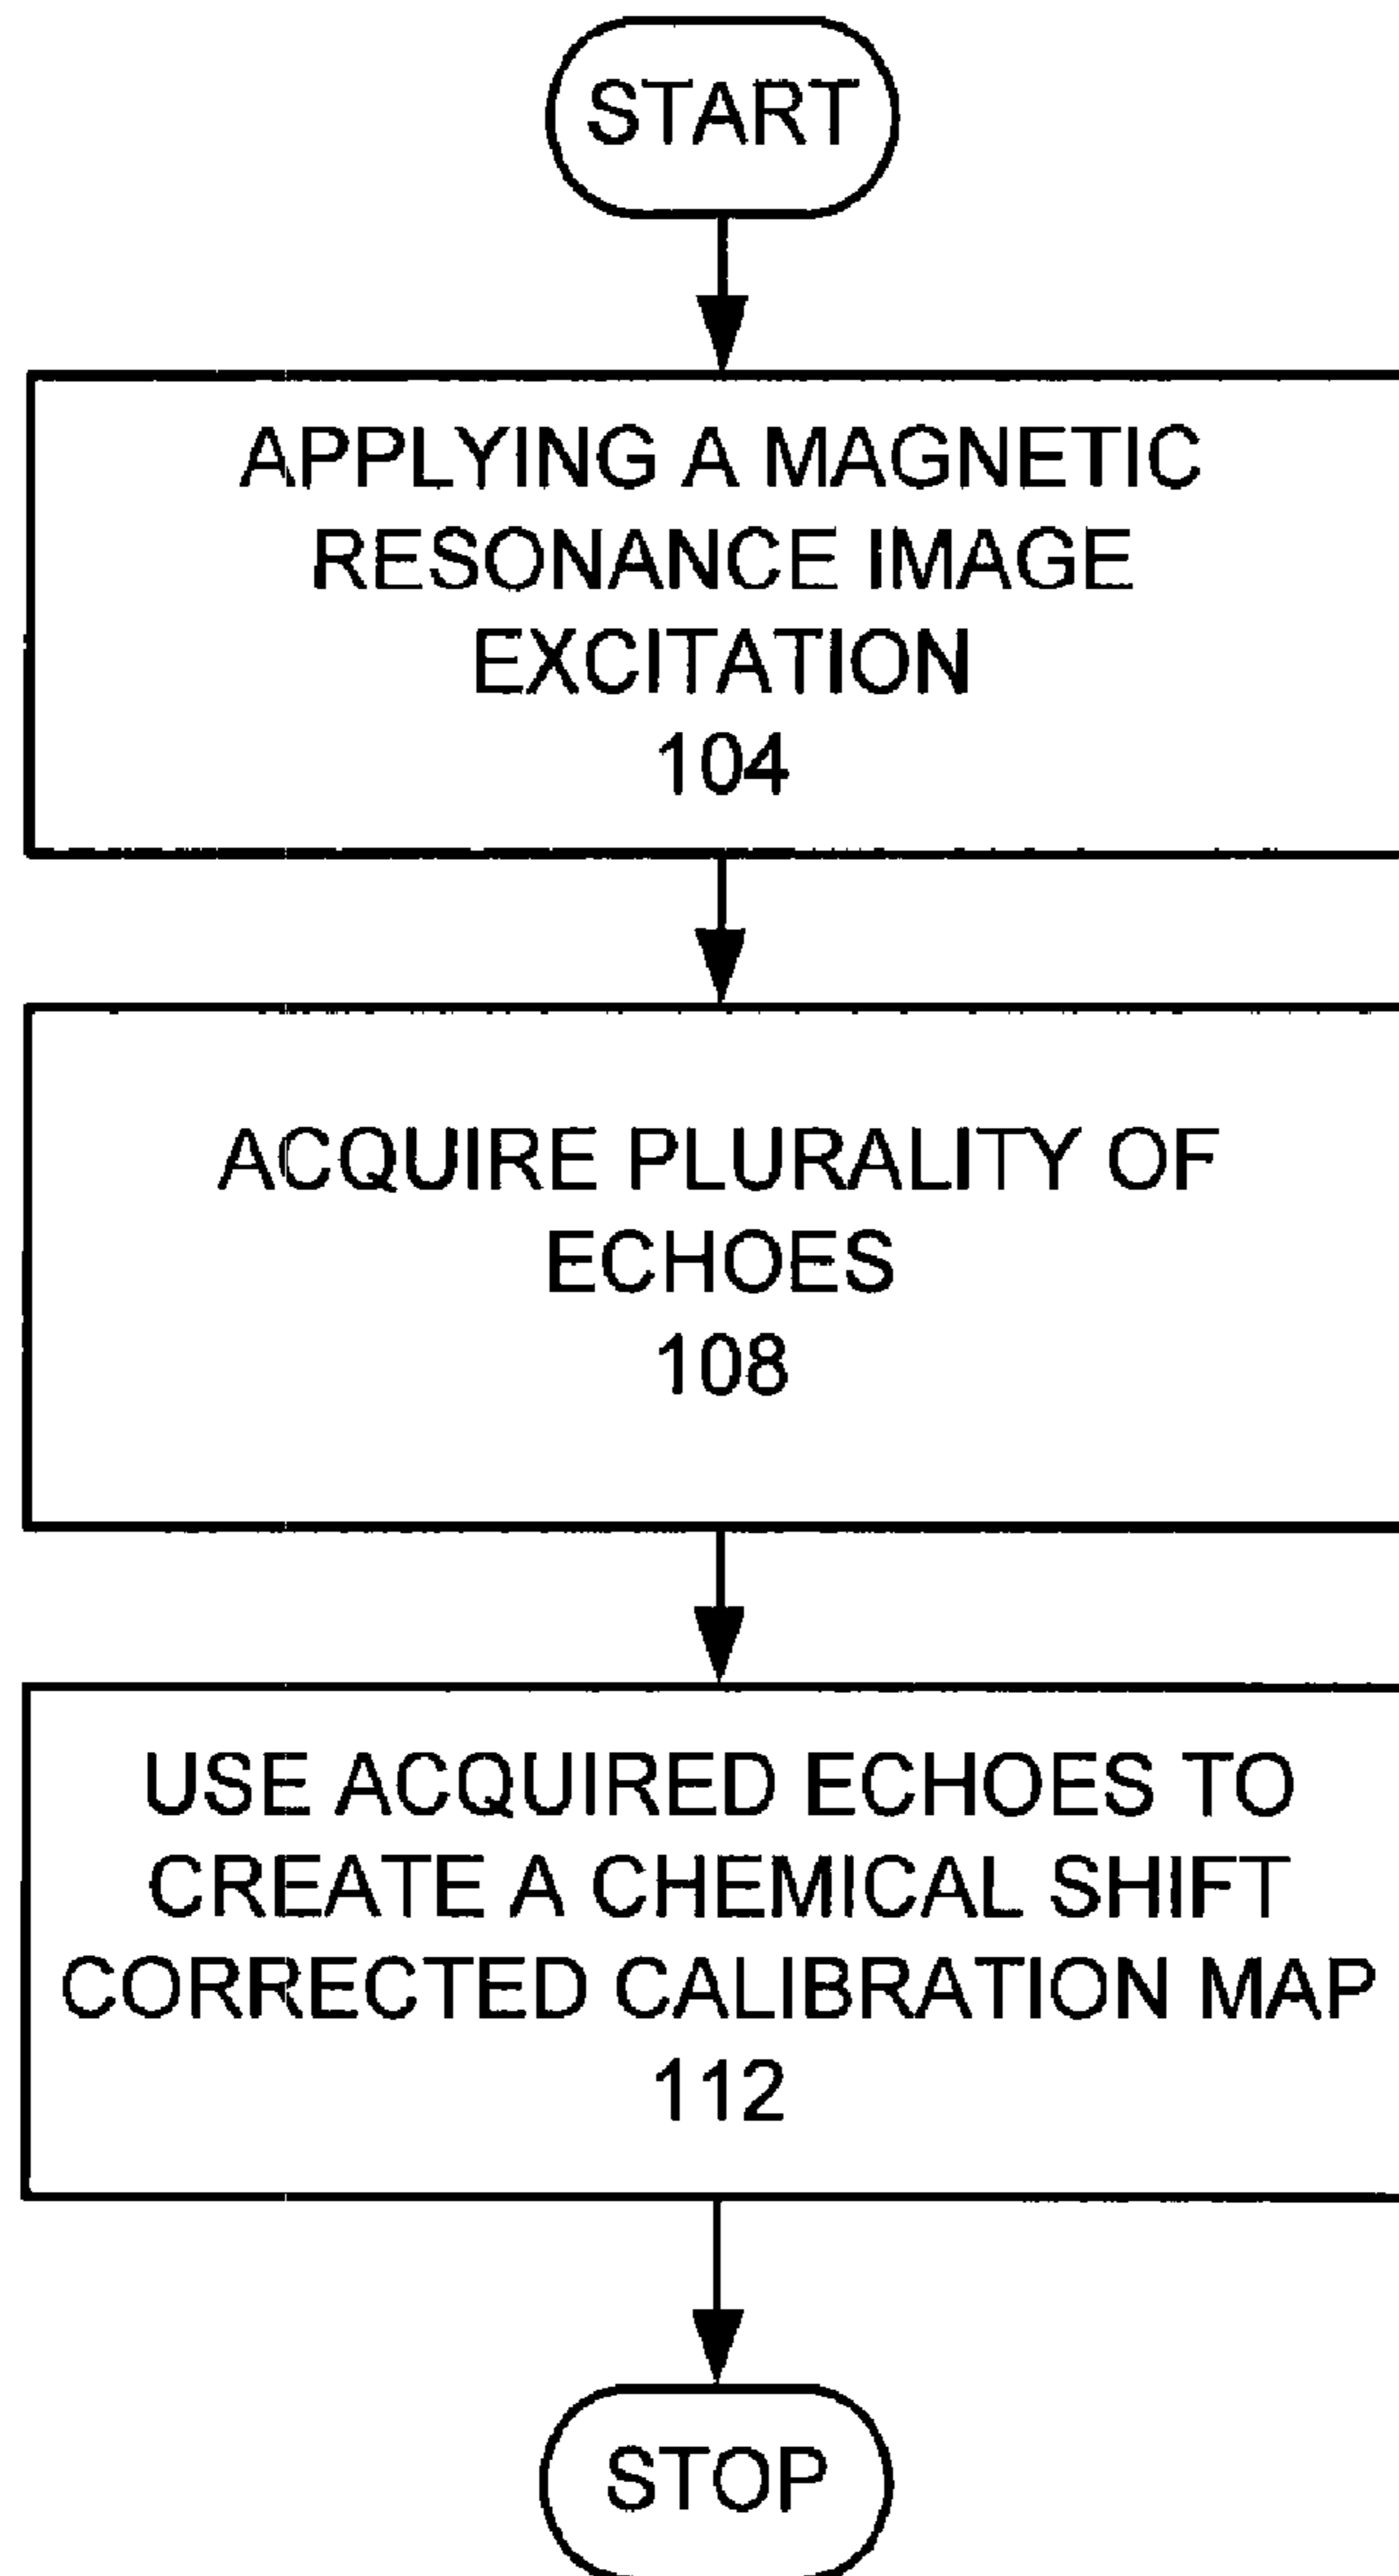 START
APPLYING A MAGNETIC
RESONANCE IMAGE
EXCITATION
104
ACQUIRE PLURALITY OF
ECHOES
108
USE ACQUIRED ECHOES TO
CREATE A CHEMICAL SHIFT
CORRECTED CALIBRATION MAP
112
STOP